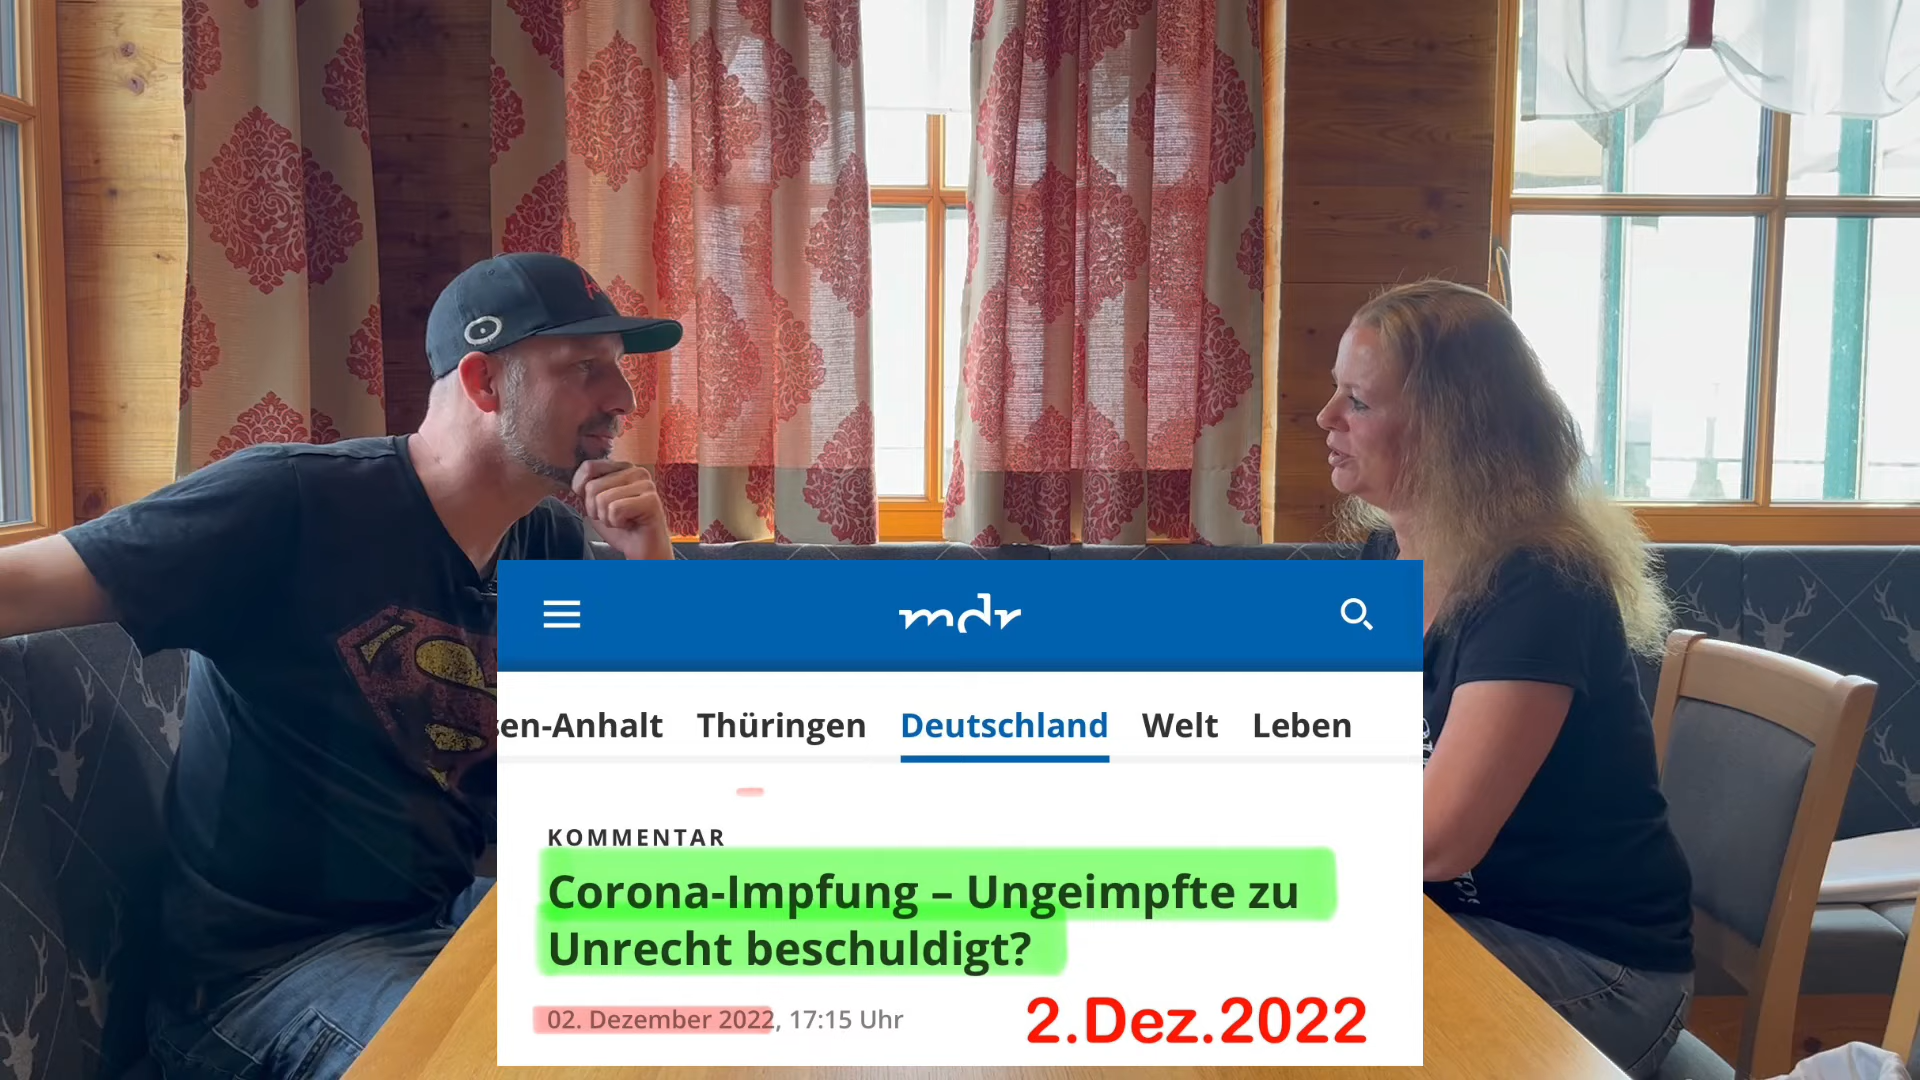 mdr
sen-Anhalt Thüringen Deutschland Welt Leben
KOMMENTAR
Corona-Impfung – Ungeimpfte zu
Unrecht beschuldigt?
02. Dezember 2022, 17:15 Uhr
2.Dez.2022